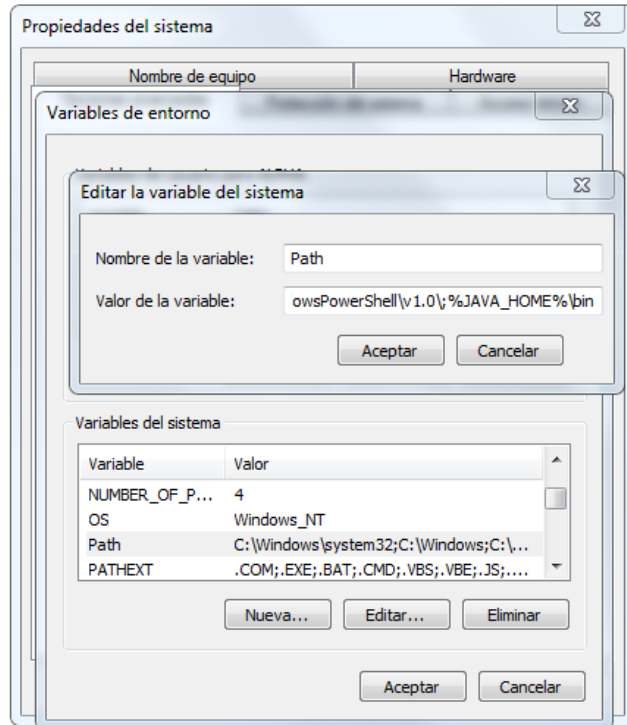 Propiedades del sistema
Nombre de equipo Hardware
Variables de entorno
Editar la variable del sistema
Nombre de la variable: Path
Valor de la variable: owsPowerShell\v1.0\;%JAVA_HOME%\bin
Aceptar Cancelar
Variables del sistema
Variable Valor
NUMBER_OF_P... 4
OS Windows_NT
Path C:\Windows\system32;C:\Windows;C:\...
PATHEXT .COM;.EXE;.BAT;.CMD;.VBS;.VBE;.JS;....
Nueva... Editar... Eliminar
Aceptar Cancelar